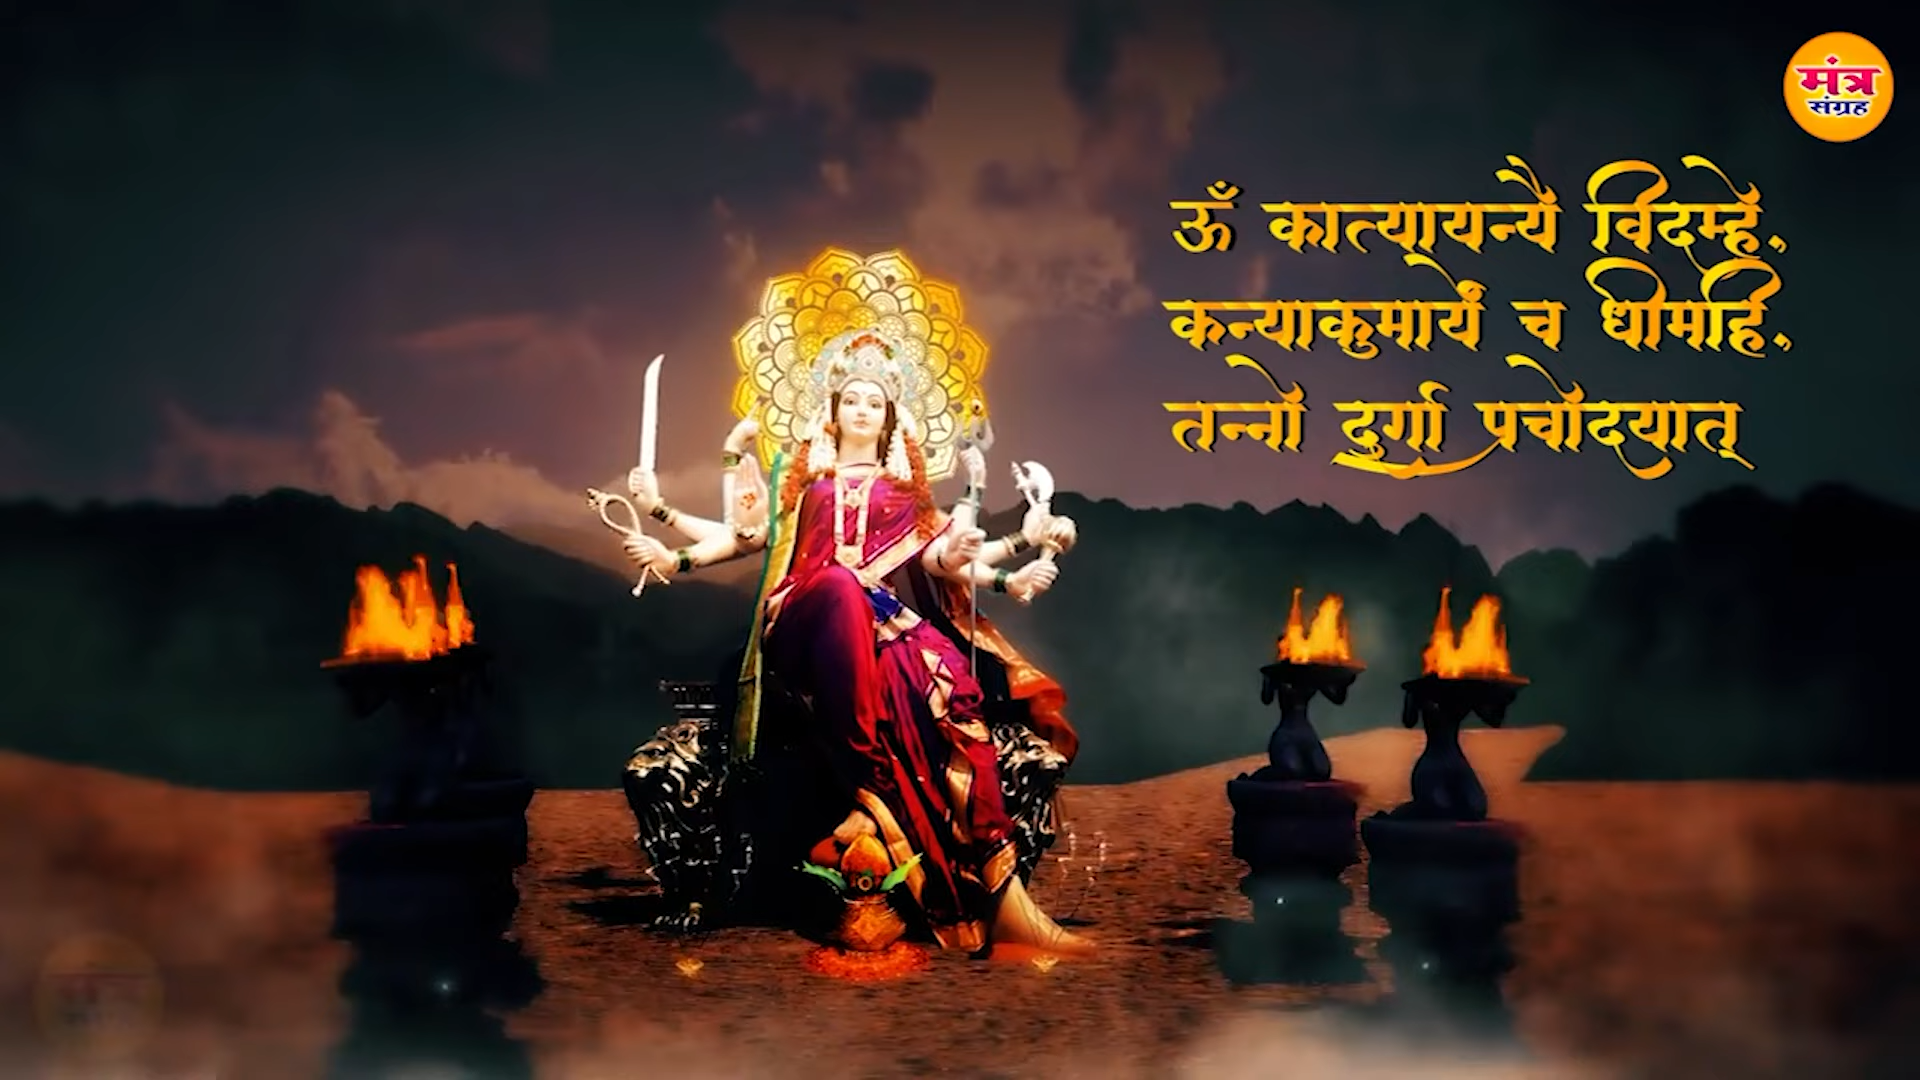 मंत्र
संग्रह
ॐ कात्यायन्यै विदम्हे,
कन्याकुमार्यें च धीमहि,
तन्नो दुर्गा प्रचोदयात्